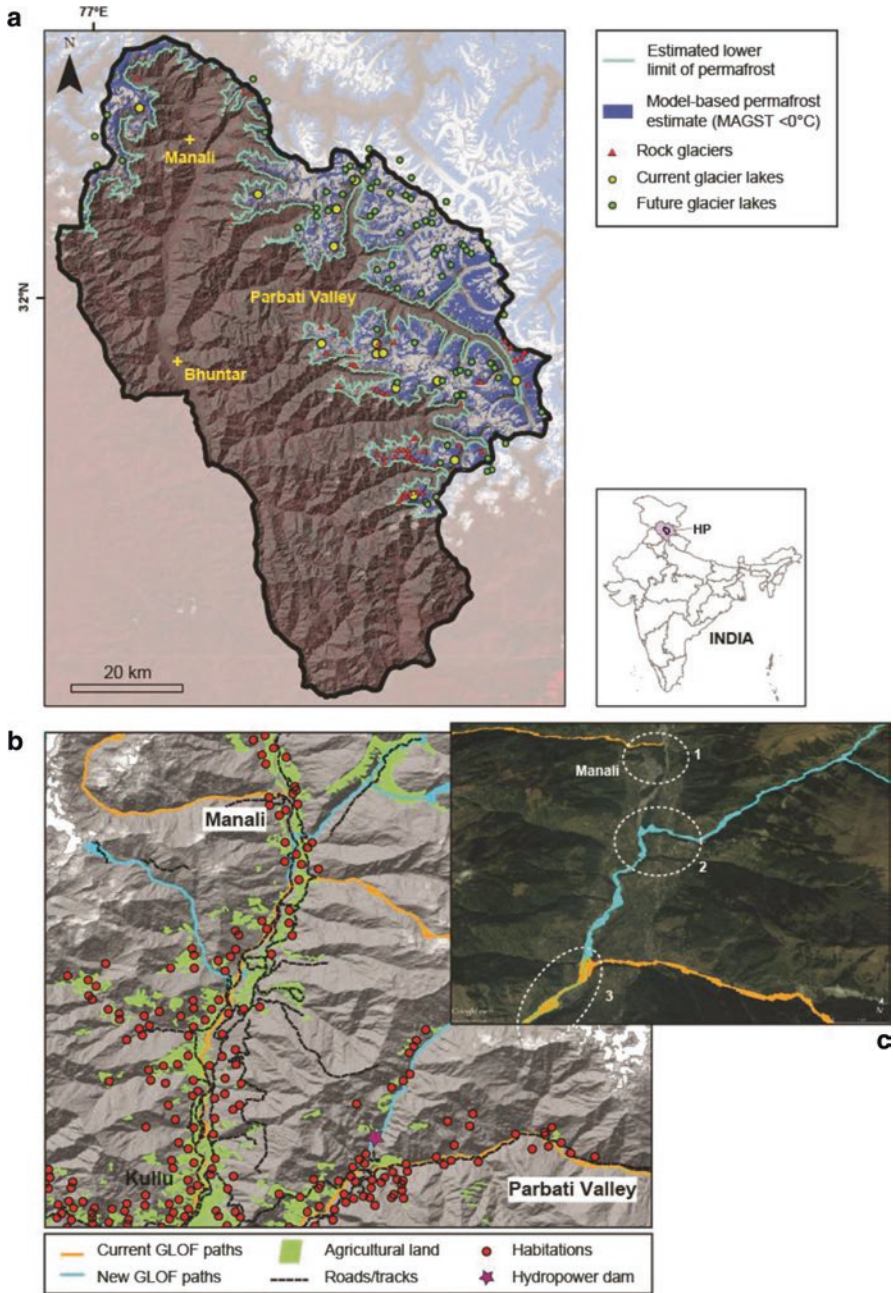 a
77°E
N
Manali
32°N
Parbati Valley
Bhuntar
20 km
Estimated lower
limit of permafrost
Model-based permafrost
estimate (MAGST <0°C)
Rock glaciers
Current glacier lakes
Future glacier lakes
HP
INDIA
b
Manali
Kullu
Parbati Valley
1
Manali
2
3
N
c
Current GLOF paths
New GLOF paths
Agricultural land
Roads/tracks
Habitations
Hydropower dam